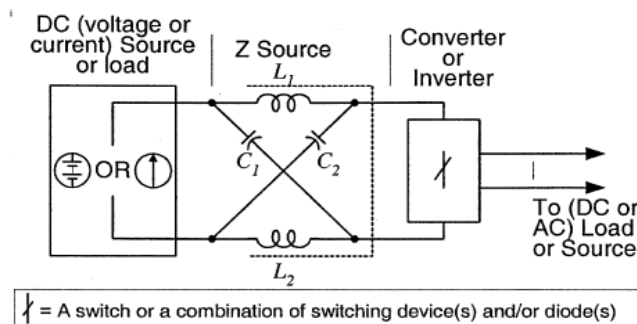 DC (voltage or
current) Source
or load
Z Source
Converter
or
Inverter
L1
C1
C2
OR
L2
To (DC or
AC) Load
or Source
= A switch or a combination of switching device(s) and/or diode(s)